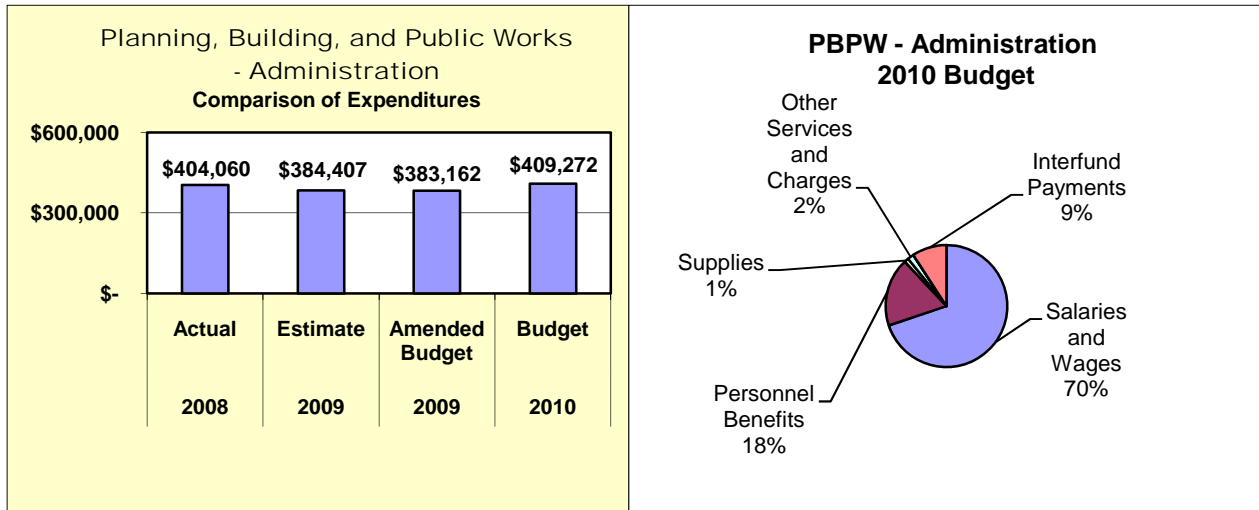 Planning, Building, and Public Works
- Administration
Comparison of Expenditures
$600,000
$300,000
$-
$404,060
$384,407
$383,162
$409,272
Actual
Estimate
Amended
Budget
Budget
2008
2009
2009
2010
PBPW - Administration
2010 Budget
Other
Services
and
Charges
2%
Interfund
Payments
9%
Supplies
1%
Salaries
and
Wages
70%
Personnel
Benefits
18%